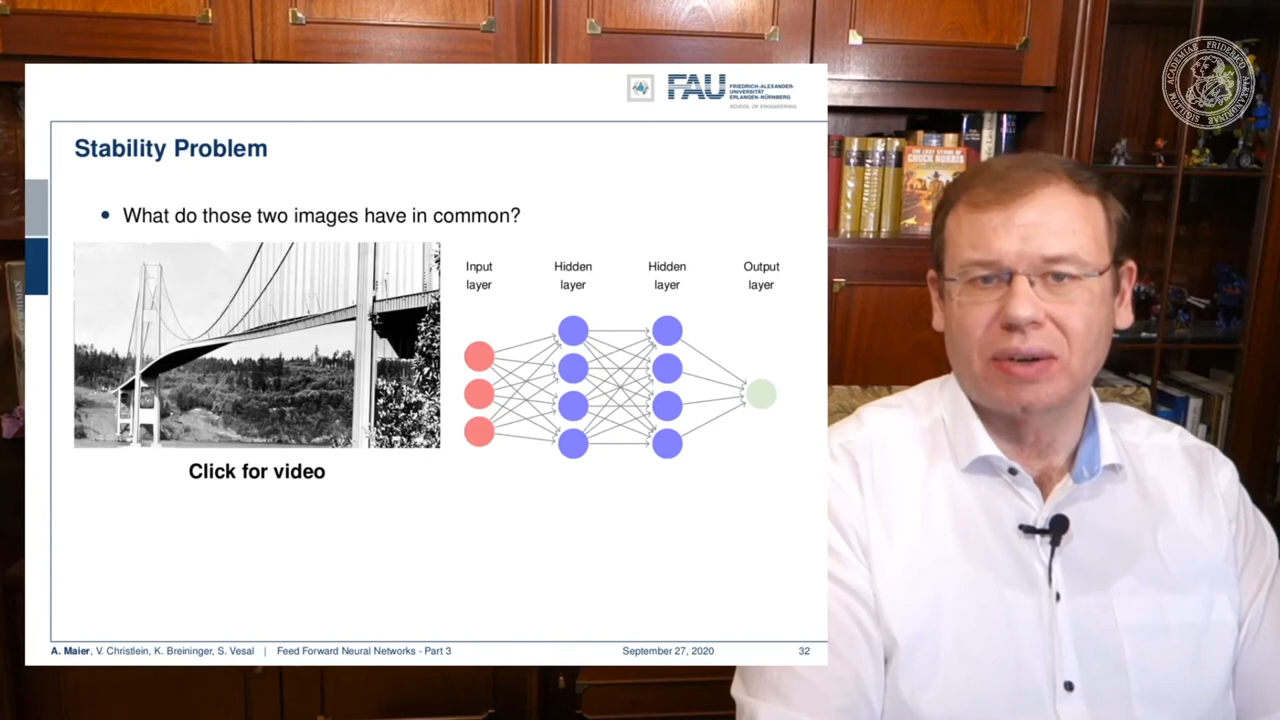 FAU
FRIEDRICH-ALEXANDER-
UNIVERSITÄT
ERLANGEN-NÜRNBERG
SCHOOL OF ENGINEERING
Stability Problem
• What do those two images have in common?
Input layer
Hidden layer
Hidden layer
Output layer
Click for video
A. Maier, V. Christlein, K. Breininger, S. Vesal | Feed Forward Neural Networks - Part 3
September 27, 2020
32
CHUCK NORRIS